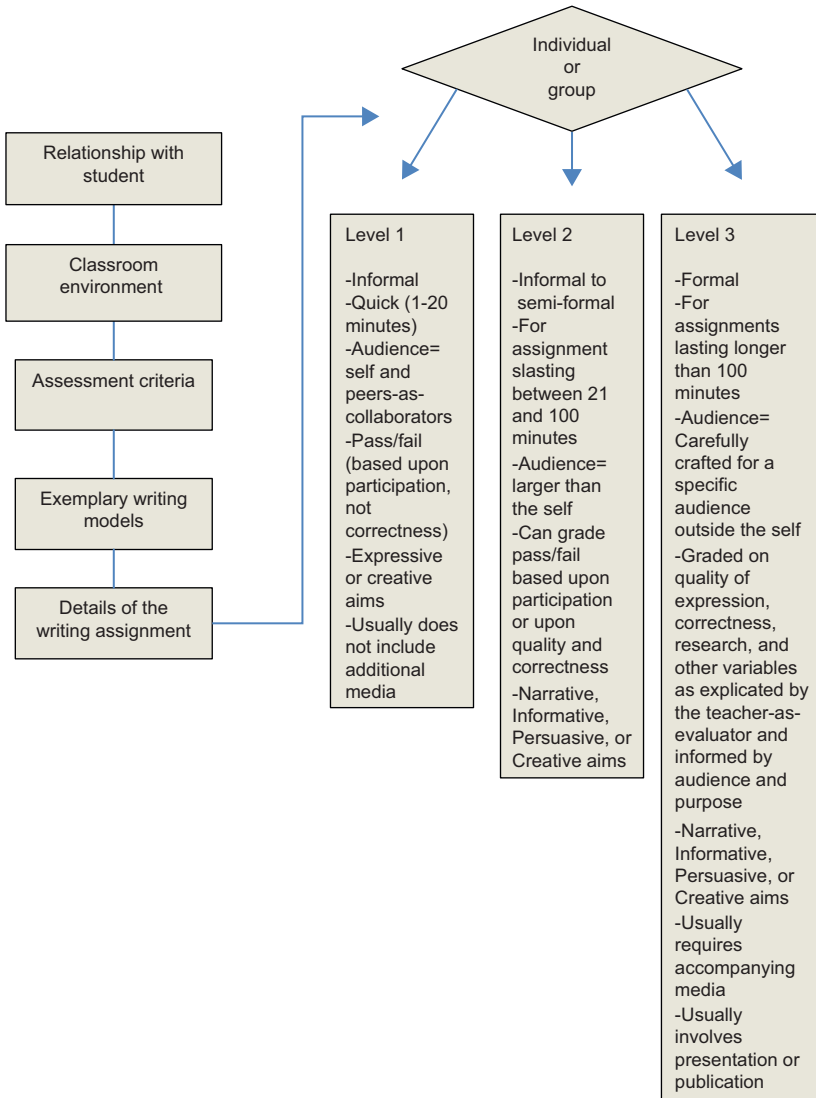 Individual
or
group
Relationship with
student
Classroom
environment
Assessment criteria
Exemplary writing
models
Details of the
writing assignment
Level 1
-Informal
-Quick (1-20
minutes)
-Audience=
self and
peers-as-
collaborators
-Pass/fail
(based upon
participation,
not
correctness)
-Expressive
or creative
aims
-Usually does
not include
additional
media
Level 2
-Informal to
semi-formal
-For
assignment
slasting
between 21
and 100
minutes
-Audience=
larger than
the self
-Can grade
pass/fail
based upon
participation
or upon
quality and
correctness
-Narrative,
Informative,
Persuasive, or
Creative aims
Level 3
-Formal
-For
assignments
lasting longer
than 100
minutes
-Audience=
Carefully
crafted for a
specific
audience
outside the self
-Graded on
quality of
expression,
correctness,
research, and
other variables
as explicated by
the teacher-as-
evaluator and
informed by
audience and
purpose
-Narrative,
Informative,
Persuasive, or
Creative aims
-Usually
requires
accompanying
media
-Usually
involves
presentation or
publication